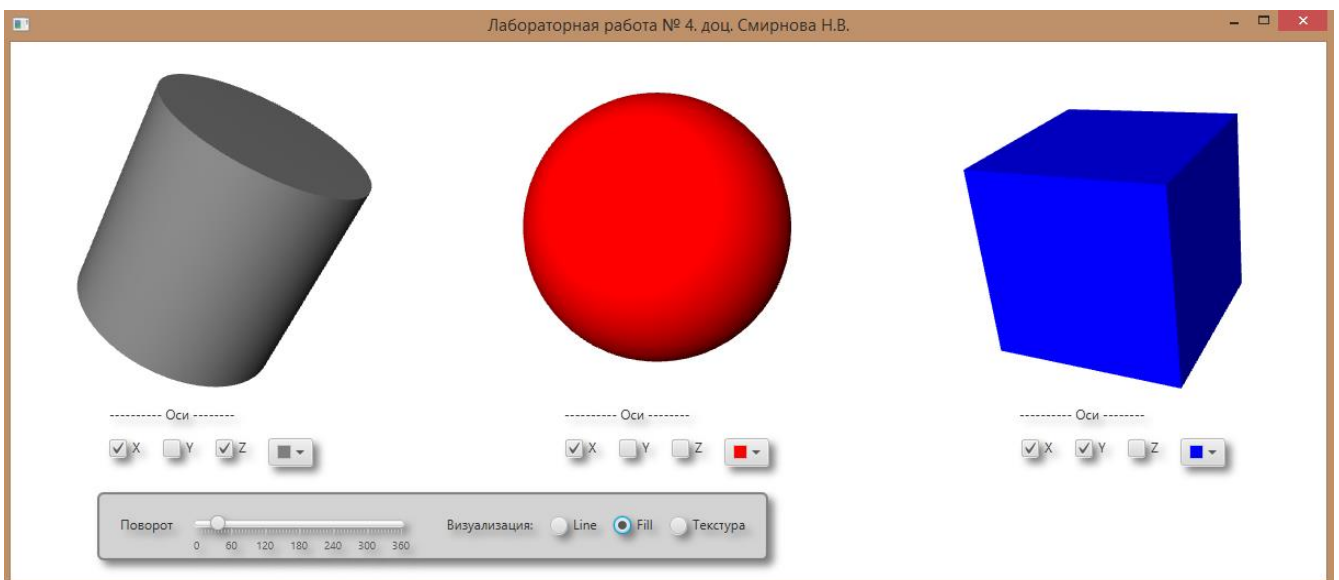 Лабораторная работа № 4. доц. Смирнова Н.В.
---------- Оси --------
---------- Оси --------
---------- Оси --------
X Y Z
X Y Z
X Y Z
Поворот
0 60 120 180 240 300 360
Визуализация: Line Fill Текстура